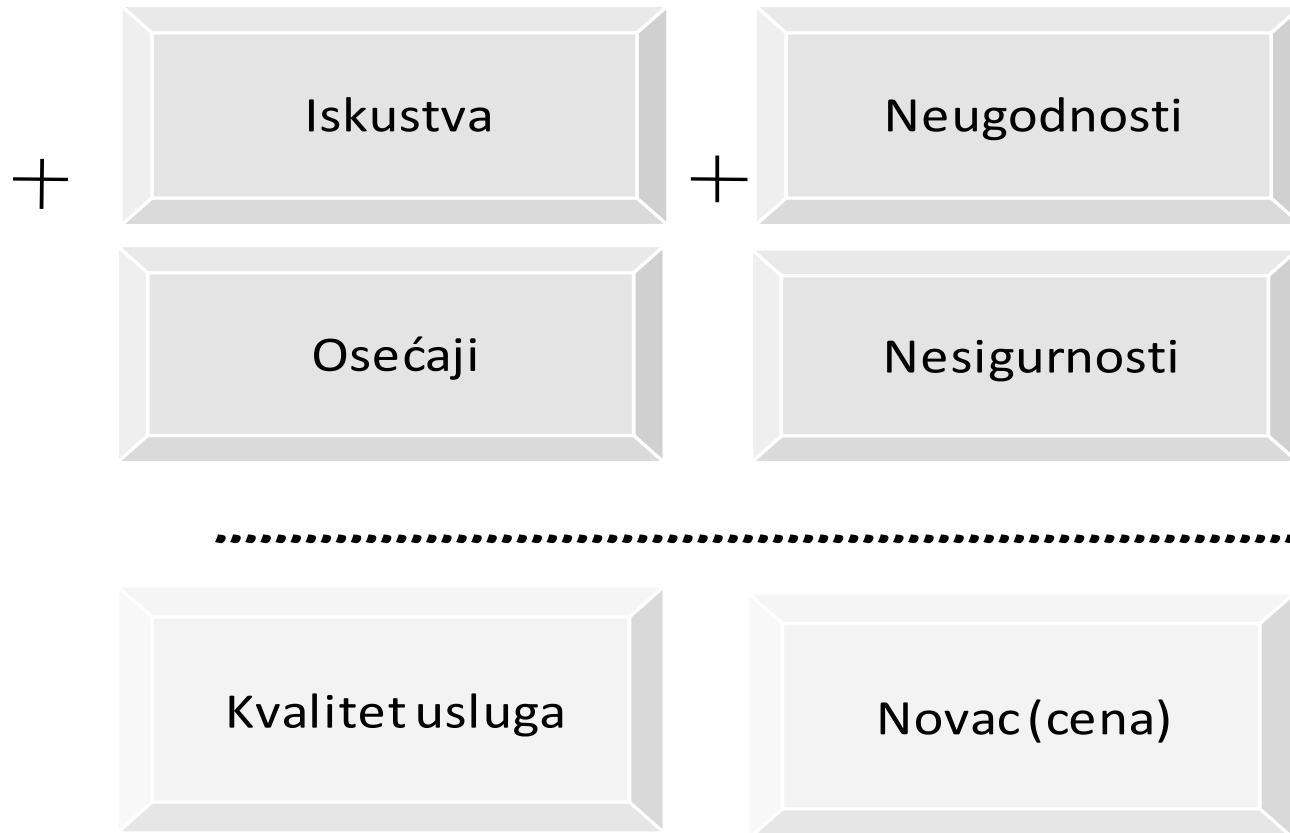 Iskustva
Neugodnosti
+
+
Osećaji
Nesigurnosti
Kvalitet usluga
Novac (cena)